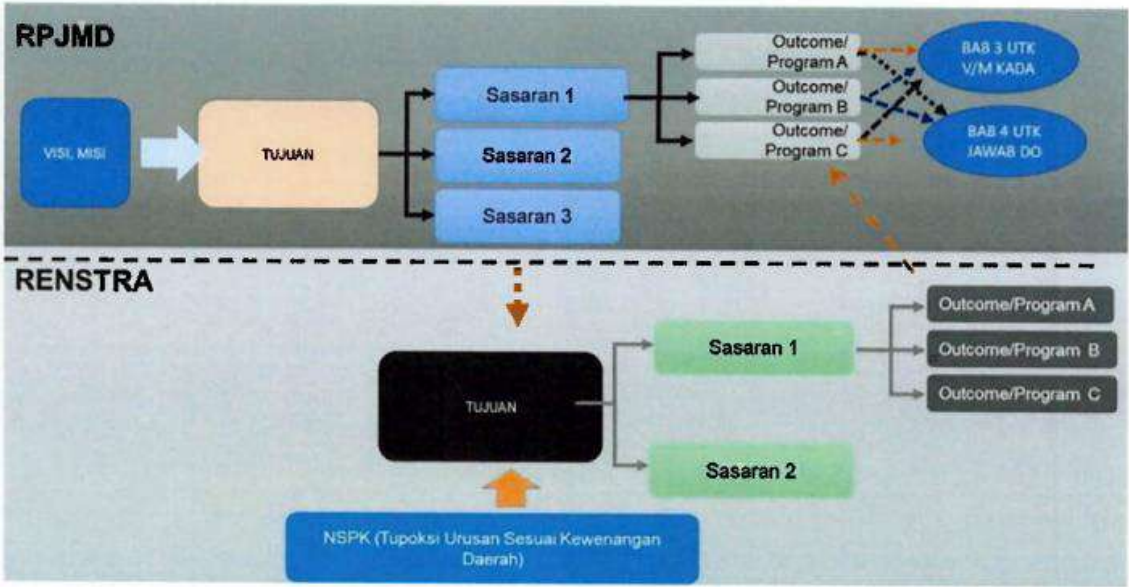 RPJMD
VISI, MISI
TUJUAN
Sasaran 1
Sasaran 2
Sasaran 3
Outcome/
Program A
Outcome/
Program B
Outcome/
Program C
BAB 3 UTK
V/M KADA
BAB 4 UTK
JAWAB DO
RENSTRA
TUJUAN
Sasaran 1
Sasaran 2
Outcome/Program A
Outcome/Program B
Outcome/Program C
NSPK (Tupoksi Urusan Sesuai Kewenangan
Daerah)